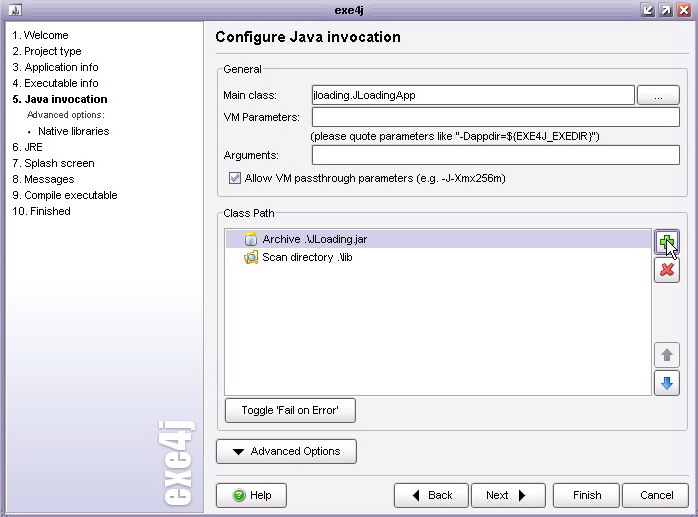 exe4j
1. Welcome
2. Project type
3. Application info
4. Executable info
5. Java invocation
Advanced options:
• Native libraries
6. JRE
7. Splash screen
8. Messages
9. Compile executable
10. Finished
exe4j
Configure Java invocation
General
Main class: jloading.JLoadingApp ...
VM Parameters:
(please quote parameters like "-Dappdir=${EXE4J_EXEDIR}")
Arguments:
Allow VM passthrough parameters (e.g. -J-Xmx256m)
Class Path
Archive .\JLoading.jar
Scan directory .\lib
Toggle 'Fail on Error'
Advanced Options
Help Back Next Finish Cancel